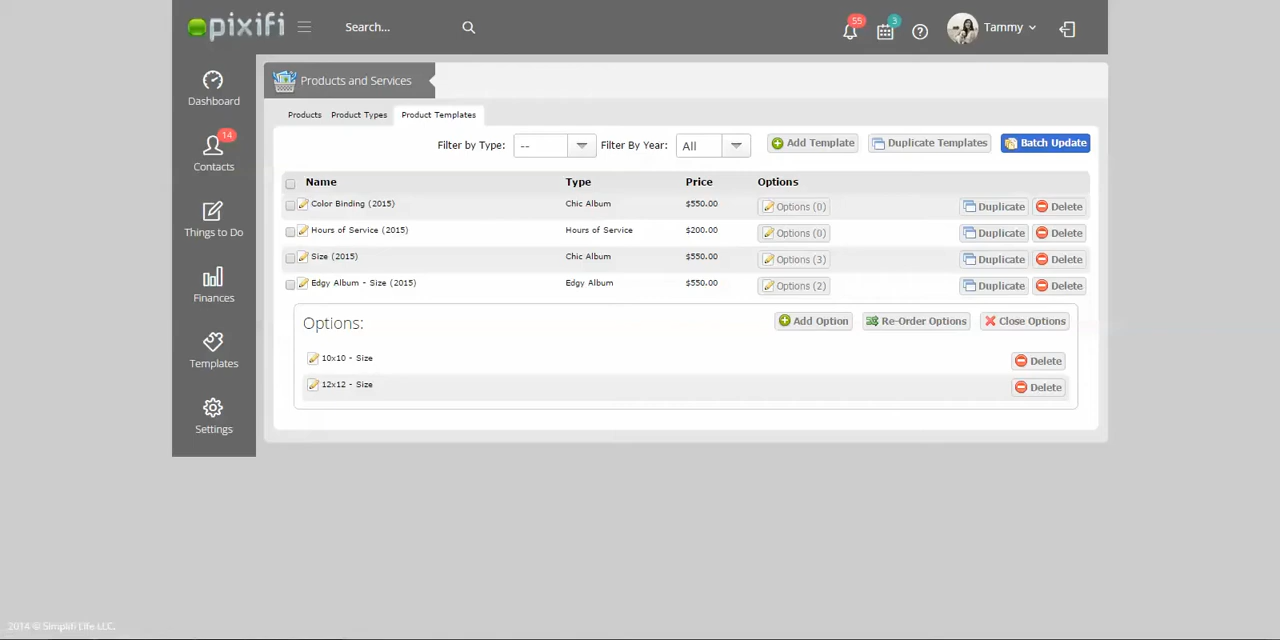 pixifi
Search...
55
3
Tammy
Dashboard
14
Contacts
Things to Do
Finances
Templates
Settings
Products and Services
Products Product Types Product Templates
Filter by Type: -- Filter By Year: All Add Template Duplicate Templates Batch Update
Name Type Price Options
Color Binding (2015) Chic Album $550.00 Options (0) Duplicate Delete
Hours of Service (2015) Hours of Service $200.00 Options (0) Duplicate Delete
Size (2015) Chic Album $550.00 Options (3) Duplicate Delete
Edgy Album - Size (2015) Edgy Album $550.00 Options (2) Duplicate Delete
Options: Add Option Re-Order Options Close Options
10x10 - Size Delete
12x12 - Size Delete
2014 © Simplifi Life LLC.